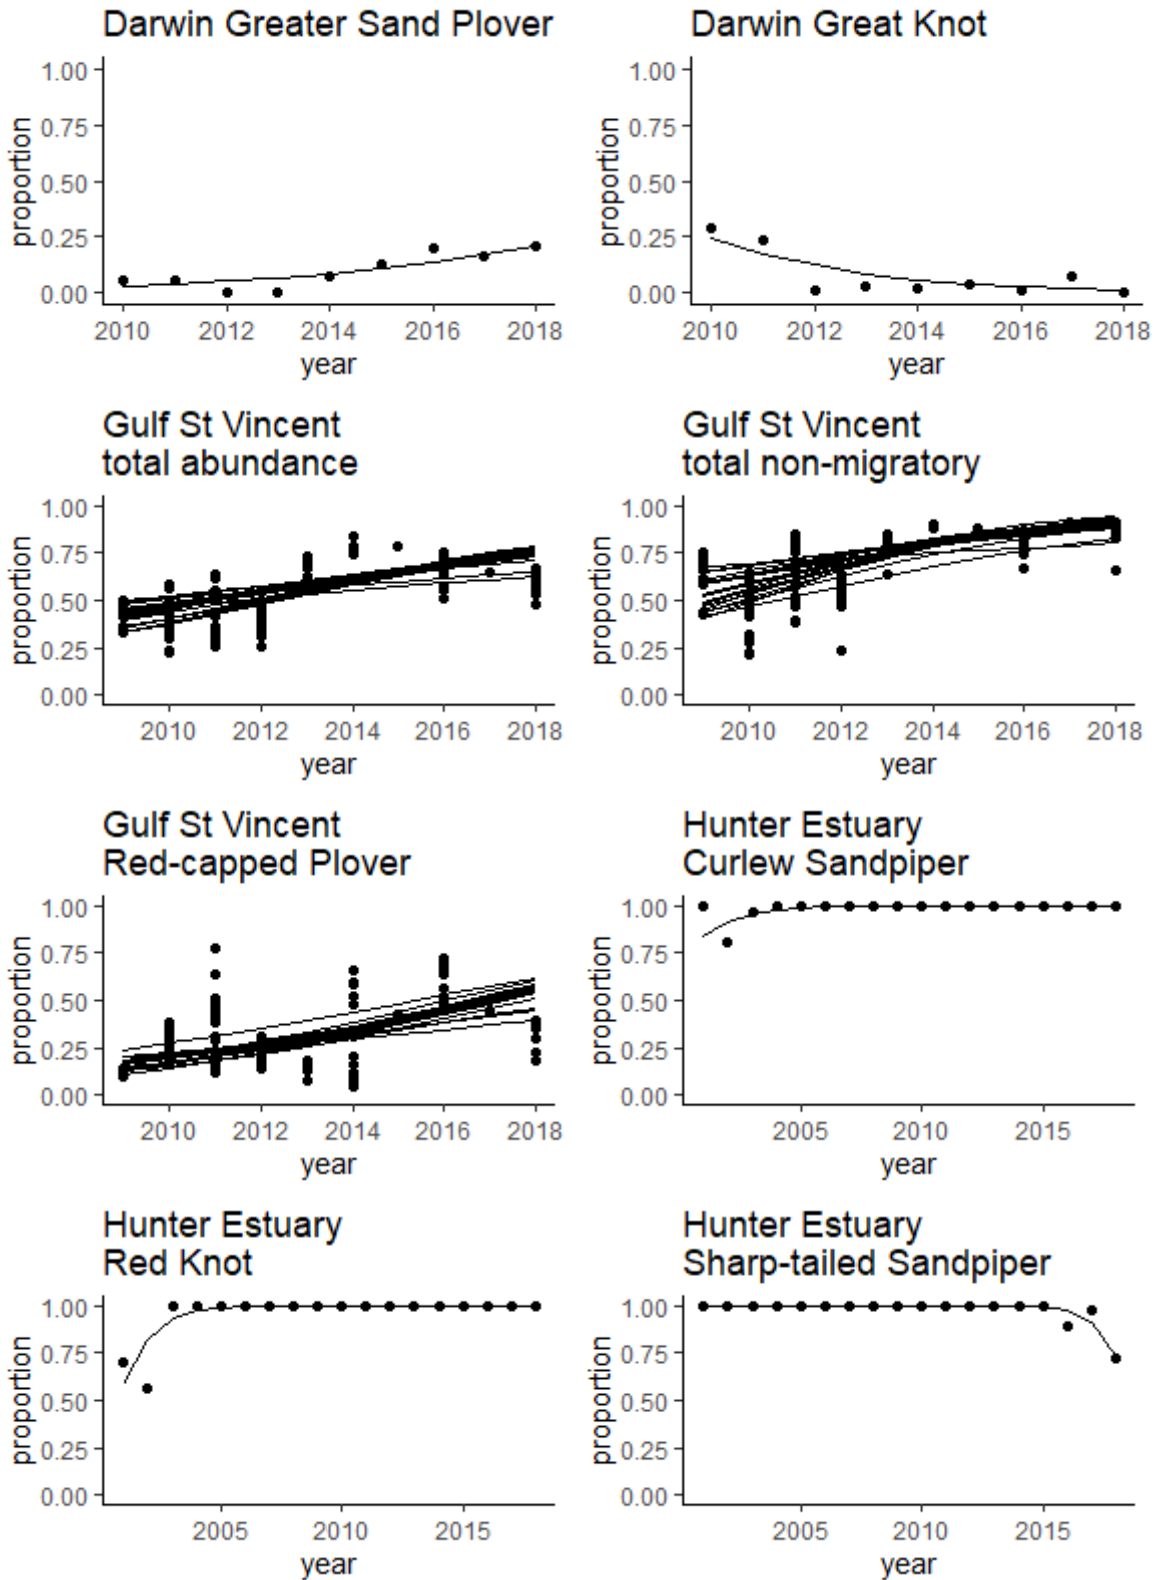 Darwin Greater Sand Plover
proportion
1.00
0.75
0.50
0.25
0.00
2010 2012 2014 2016 2018
year
Darwin Great Knot
proportion
1.00
0.75
0.50
0.25
0.00
2010 2012 2014 2016 2018
year
Gulf St Vincent
total abundance
proportion
1.00
0.75
0.50
0.25
0.00
2010 2012 2014 2016 2018
year
Gulf St Vincent
total non-migratory
proportion
1.00
0.75
0.50
0.25
0.00
2010 2012 2014 2016 2018
year
Gulf St Vincent
Red-capped Plover
proportion
1.00
0.75
0.50
0.25
0.00
2010 2012 2014 2016 2018
year
Hunter Estuary
Curlew Sandpiper
proportion
1.00
0.75
0.50
0.25
0.00
2005 2010 2015
year
Hunter Estuary
Red Knot
proportion
1.00
0.75
0.50
0.25
0.00
2005 2010 2015
year
Hunter Estuary
Sharp-tailed Sandpiper
proportion
1.00
0.75
0.50
0.25
0.00
2005 2010 2015
year